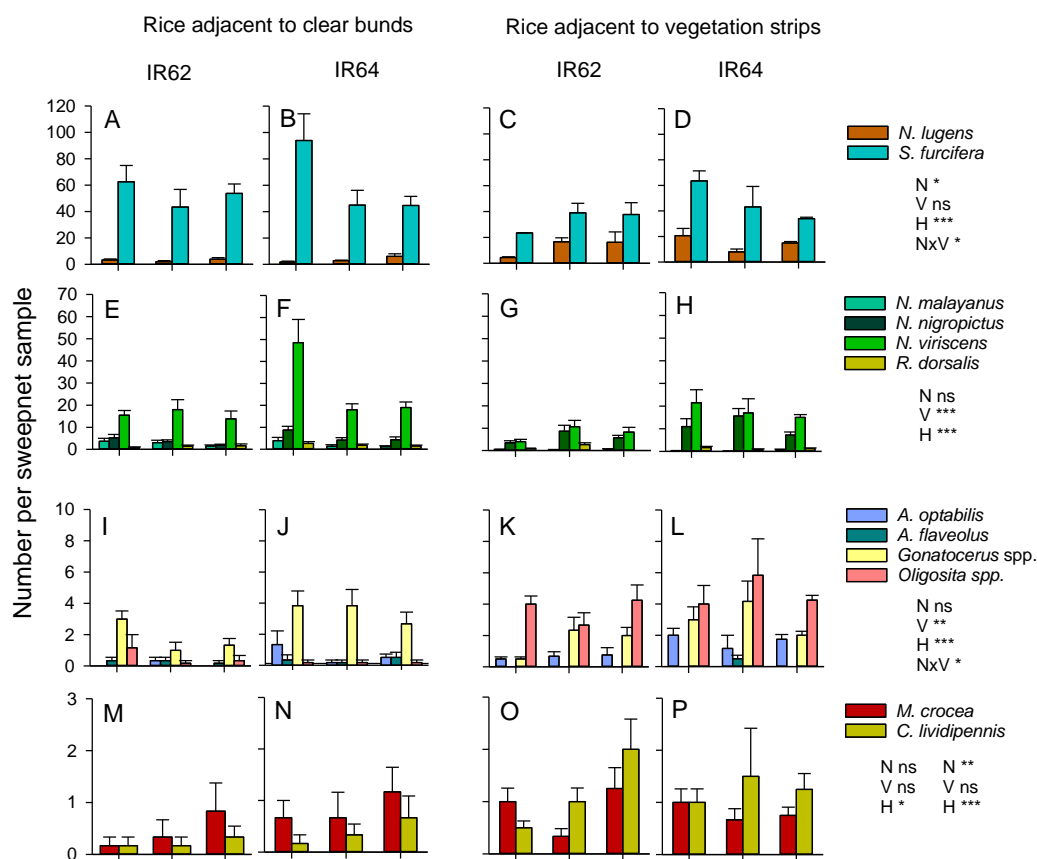 Rice adjacent to clear bunds
Rice adjacent to vegetation strips
IR62
IR64
IR62
IR64
Number per sweepnet sample
120
100
80
60
40
20
0
A
B
C
D
N. lugens
S. furcifera
N *
V ns
H ***
NxV *
70
60
50
40
30
20
10
0
E
F
G
H
N. malayanus
N. nigropictus
N. viriscens
R. dorsalis
N ns
V ***
H ***
10
8
6
4
2
0
I
J
K
L
A. optabilis
A. flaveolus
Gonatocerus spp.
Oligosita spp.
N ns
V **
H ***
NxV *
3
2
1
0
M
N
O
P
M. crocea
C. lividipennis
N ns N **
V ns V ns
H * H ***